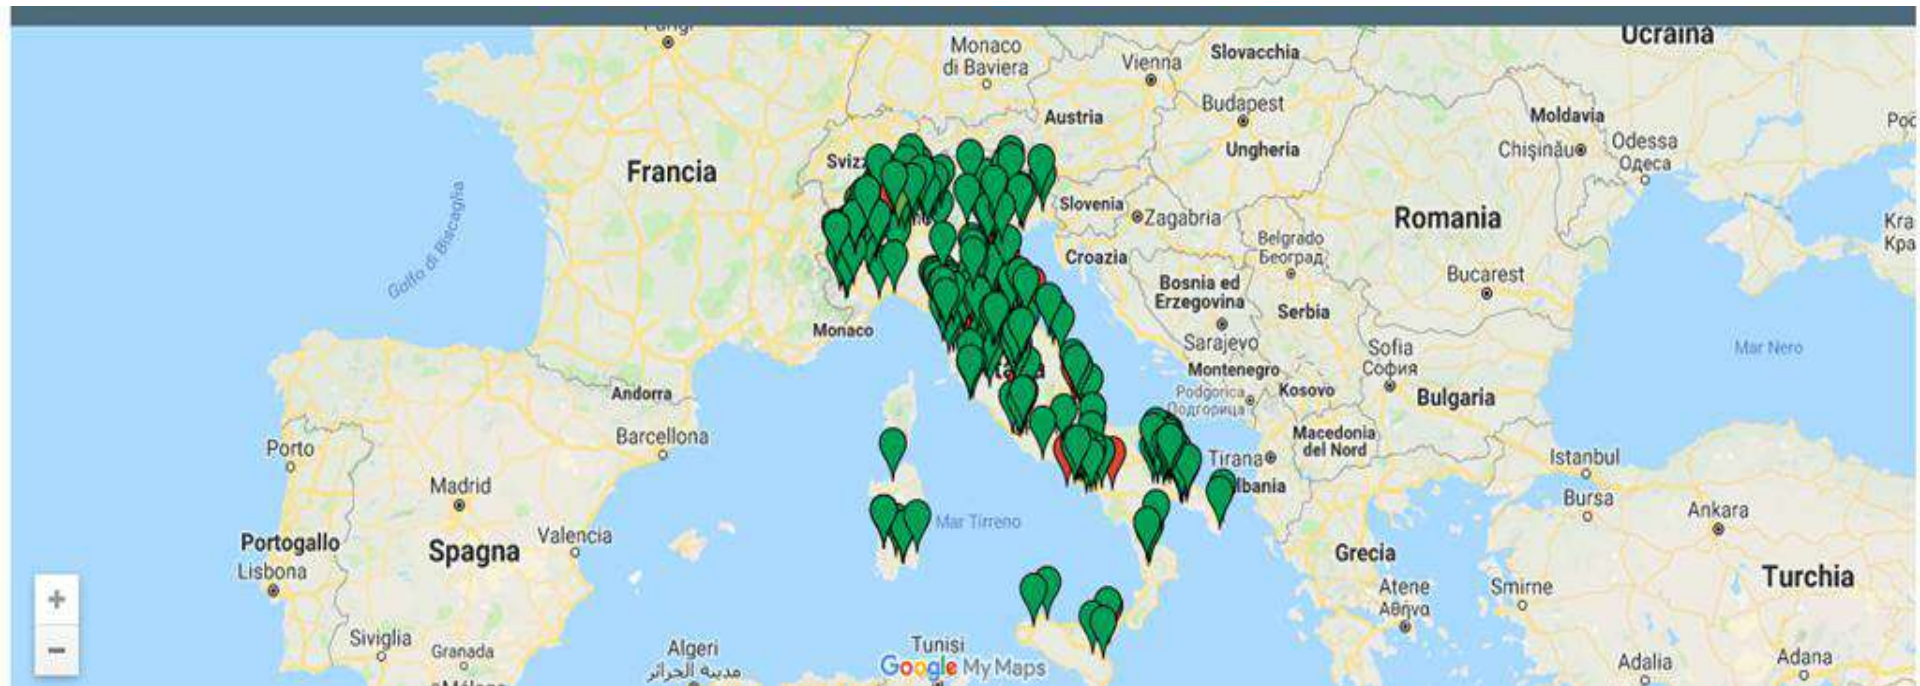 Ucraina
Monaco
di Baviera
Vienna
Slovacchia
Budapest
Austria
Moldavia
Ungheria
Chişinău
Odessa
Одеса
Francia
Slovenia
Zagabria
Romania
Golfo di Biscaglia
Belgrado
Београд
Croazia
Bucarest
Bosnia ed
Erzegovina
Serbia
Monaco
Sarajevo
Sofia
София
Mar Nero
Montenegro
Kosovo
Podgorica
Подгорица
Bulgaria
Andorra
Barcellona
Porto
Macedonia
del Nord
Tirana
Istanbul
Madrid
Bursa
Ankara
Mar Tirreno
Valencia
Portogallo
Spagna
Lisbona
Grecia
Atene
Αθήνα
Smirne
Turchia
Siviglia
Granada
Algeri
مدينة الجزائر
Tunisi
Google My Maps
Adalia
Adana